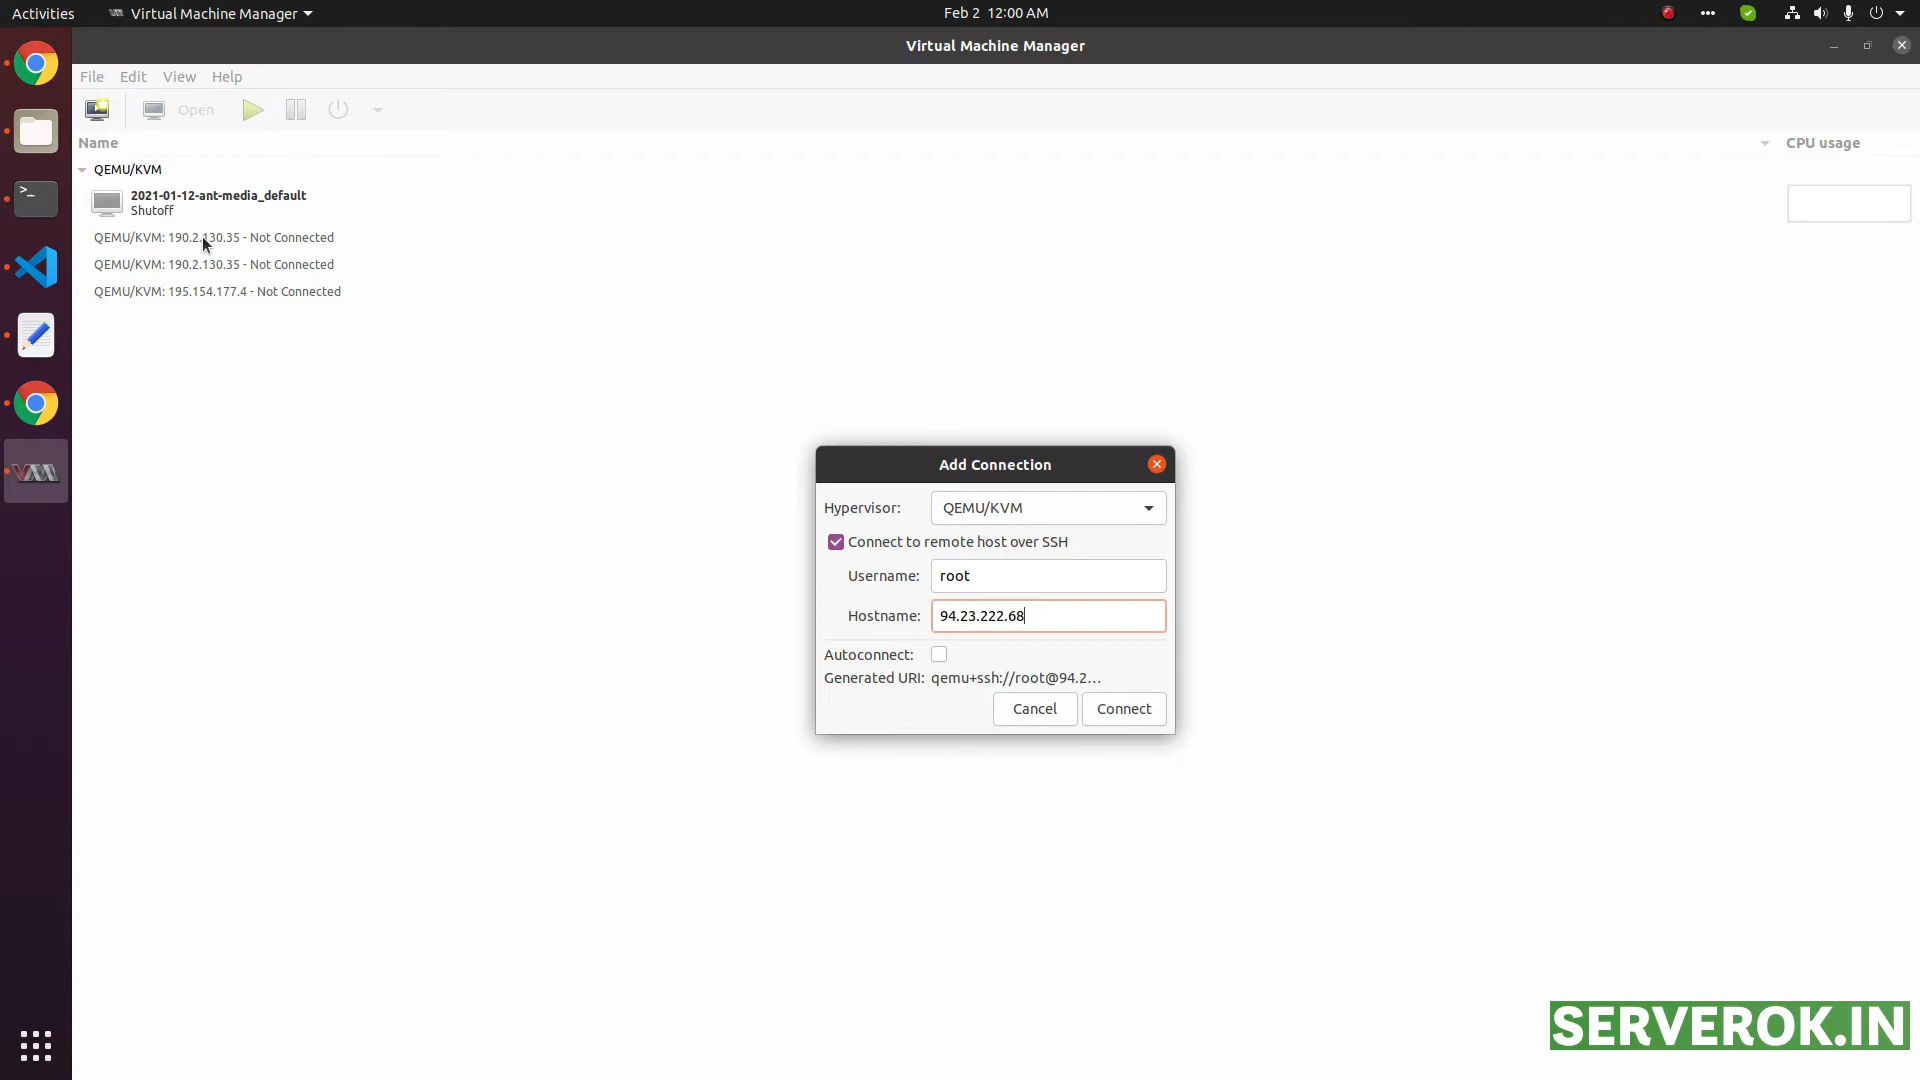 Activities
Virtual Machine Manager
Feb 2 12:00 AM
Virtual Machine Manager
File Edit View Help
Open
Name
CPU usage
QEMU/KVM
2021-01-12-ant-media_default
Shutoff
QEMU/KVM: 190.2.130.35 - Not Connected
QEMU/KVM: 190.2.130.35 - Not Connected
QEMU/KVM: 195.154.177.4 - Not Connected
Add Connection
Hypervisor: QEMU/KVM
Connect to remote host over SSH
Username: root
Hostname: 94.23.222.68
Autoconnect:
Generated URI: qemu+ssh://root@94.2...
Cancel Connect
SERVEROK.IN